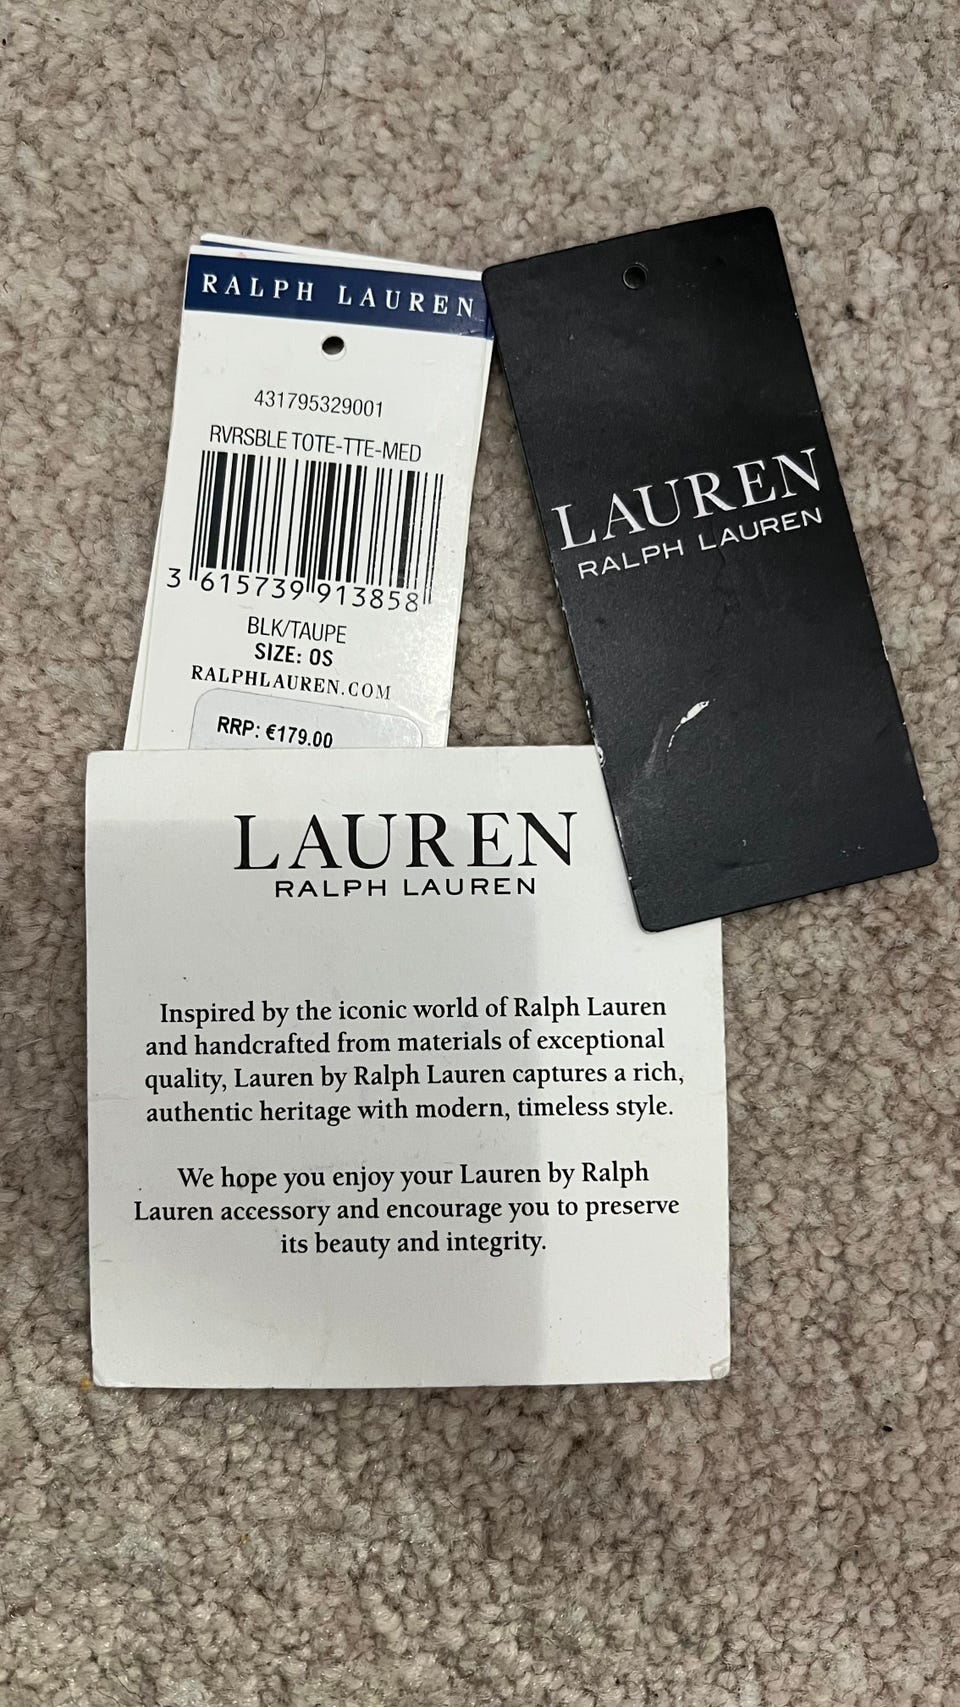 RALPH LAUREN
431795329001
RVRSBLE TOTE-TTE-MED
3 615739 913858
BLK/TAUPE
SIZE: OS
RALPHLAUREN.COM
RRP: €179.00
LAUREN
RALPH LAUREN
LAUREN
RALPH LAUREN
Inspired by the iconic world of Ralph Lauren
and handcrafted from materials of exceptional
quality, Lauren by Ralph Lauren captures a rich,
authentic heritage with modern, timeless style.
We hope you enjoy your Lauren by Ralph
Lauren accessory and encourage you to preserve
its beauty and integrity.